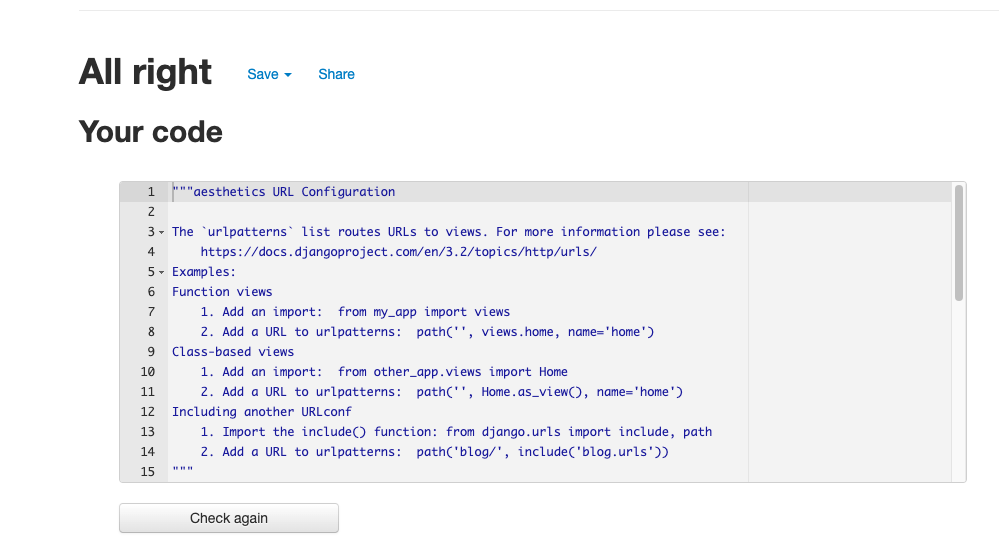 All right Save Share
Your code
1 """aesthetics URL Configuration
2
3 The `urlpatterns` list routes URLs to views. For more information please see:
4     https://docs.djangoproject.com/en/3.2/topics/http/urls/
5 Examples:
6 Function views
7     1. Add an import:  from my_app import views
8     2. Add a URL to urlpatterns:  path('', views.home, name='home')
9 Class-based views
10     1. Add an import:  from other_app.views import Home
11     2. Add a URL to urlpatterns:  path('', Home.as_view(), name='home')
12 Including another URLconf
13     1. Import the include() function: from django.urls import include, path
14     2. Add a URL to urlpatterns:  path('blog/', include('blog.urls'))
15 """
Check again